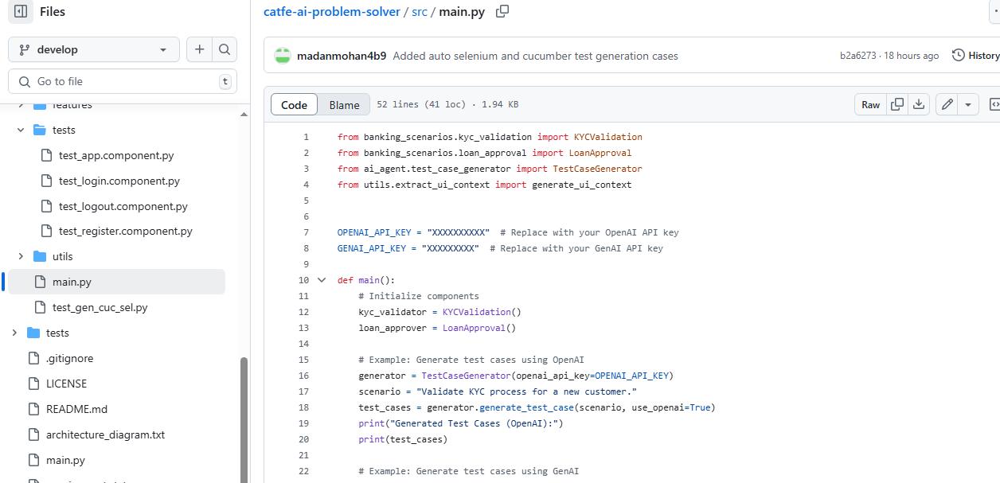 Files
develop
Go to file
t
features
tests
test_app.component.py
test_login.component.py
test_logout.component.py
test_register.component.py
utils
main.py
test_gen_cuc_sel.py
tests
.gitignore
LICENSE
README.md
architecture_diagram.txt
main.py
catfe-ai-problem-solver / src / main.py
madanmohan4b9 Added auto selenium and cucumber test generation cases
b2a6273 · 18 hours ago
History
Code
Blame
52 lines (41 loc) · 1.94 KB
Raw
1 from banking_scenarios.kyc_validation import KYCValidation
2 from banking_scenarios.loan_approval import LoanApproval
3 from ai_agent.test_case_generator import TestCaseGenerator
4 from utils.extract_ui_context import generate_ui_context
5
6
7 OPENAI_API_KEY = "XXXXXXXXXX"  # Replace with your OpenAI API key
8 GENAI_API_KEY = "XXXXXXXXX"  # Replace with your GenAI API key
9
10 def main():
11     # Initialize components
12     kyc_validator = KYCValidation()
13     loan_approver = LoanApproval()
14
15     # Example: Generate test cases using OpenAI
16     generator = TestCaseGenerator(openai_api_key=OPENAI_API_KEY)
17     scenario = "Validate KYC process for a new customer."
18     test_cases = generator.generate_test_case(scenario, use_openai=True)
19     print("Generated Test Cases (OpenAI):")
20     print(test_cases)
21
22     # Example: Generate test cases using GenAI